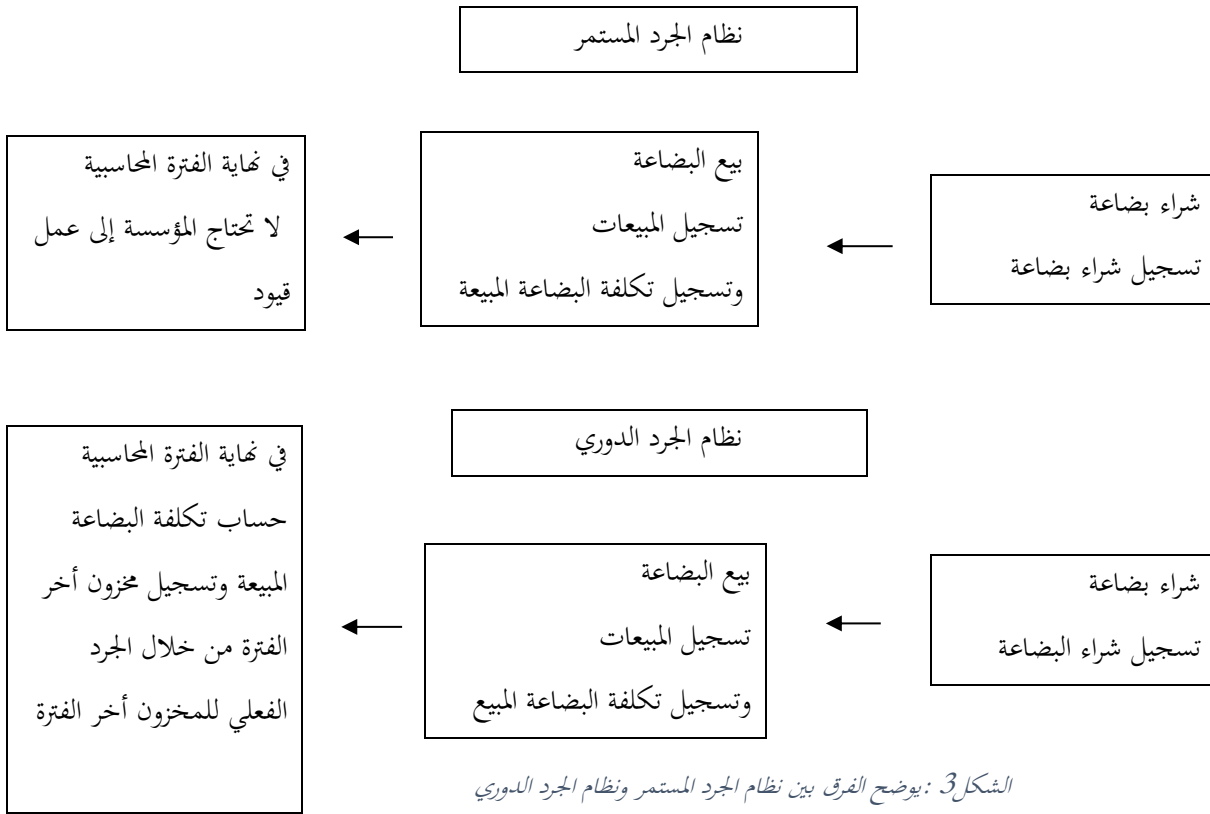 نظام الجرد المستمر
شراء بضاعة
تسجيل شراء بضاعة
بيع البضاعة
تسجيل المبيعات
وتسجيل تكلفة البضاعة المبيعة
في نهاية الفترة المحاسبية
لا تحتاج المؤسسة إلى عمل
قيود
نظام الجرد الدوري
شراء بضاعة
تسجيل شراء البضاعة
بيع البضاعة
تسجيل المبيعات
وتسجيل تكلفة البضاعة المبيع
في نهاية الفترة المحاسبية
حساب تكلفة البضاعة
المبيعة وتسجيل مخزون أخر
الفترة من خلال الجرد
الفعلي للمخزون أخر الفترة
الشكل3 :يوضح الفرق بين نظام الجرد المستمر ونظام الجرد الدوري